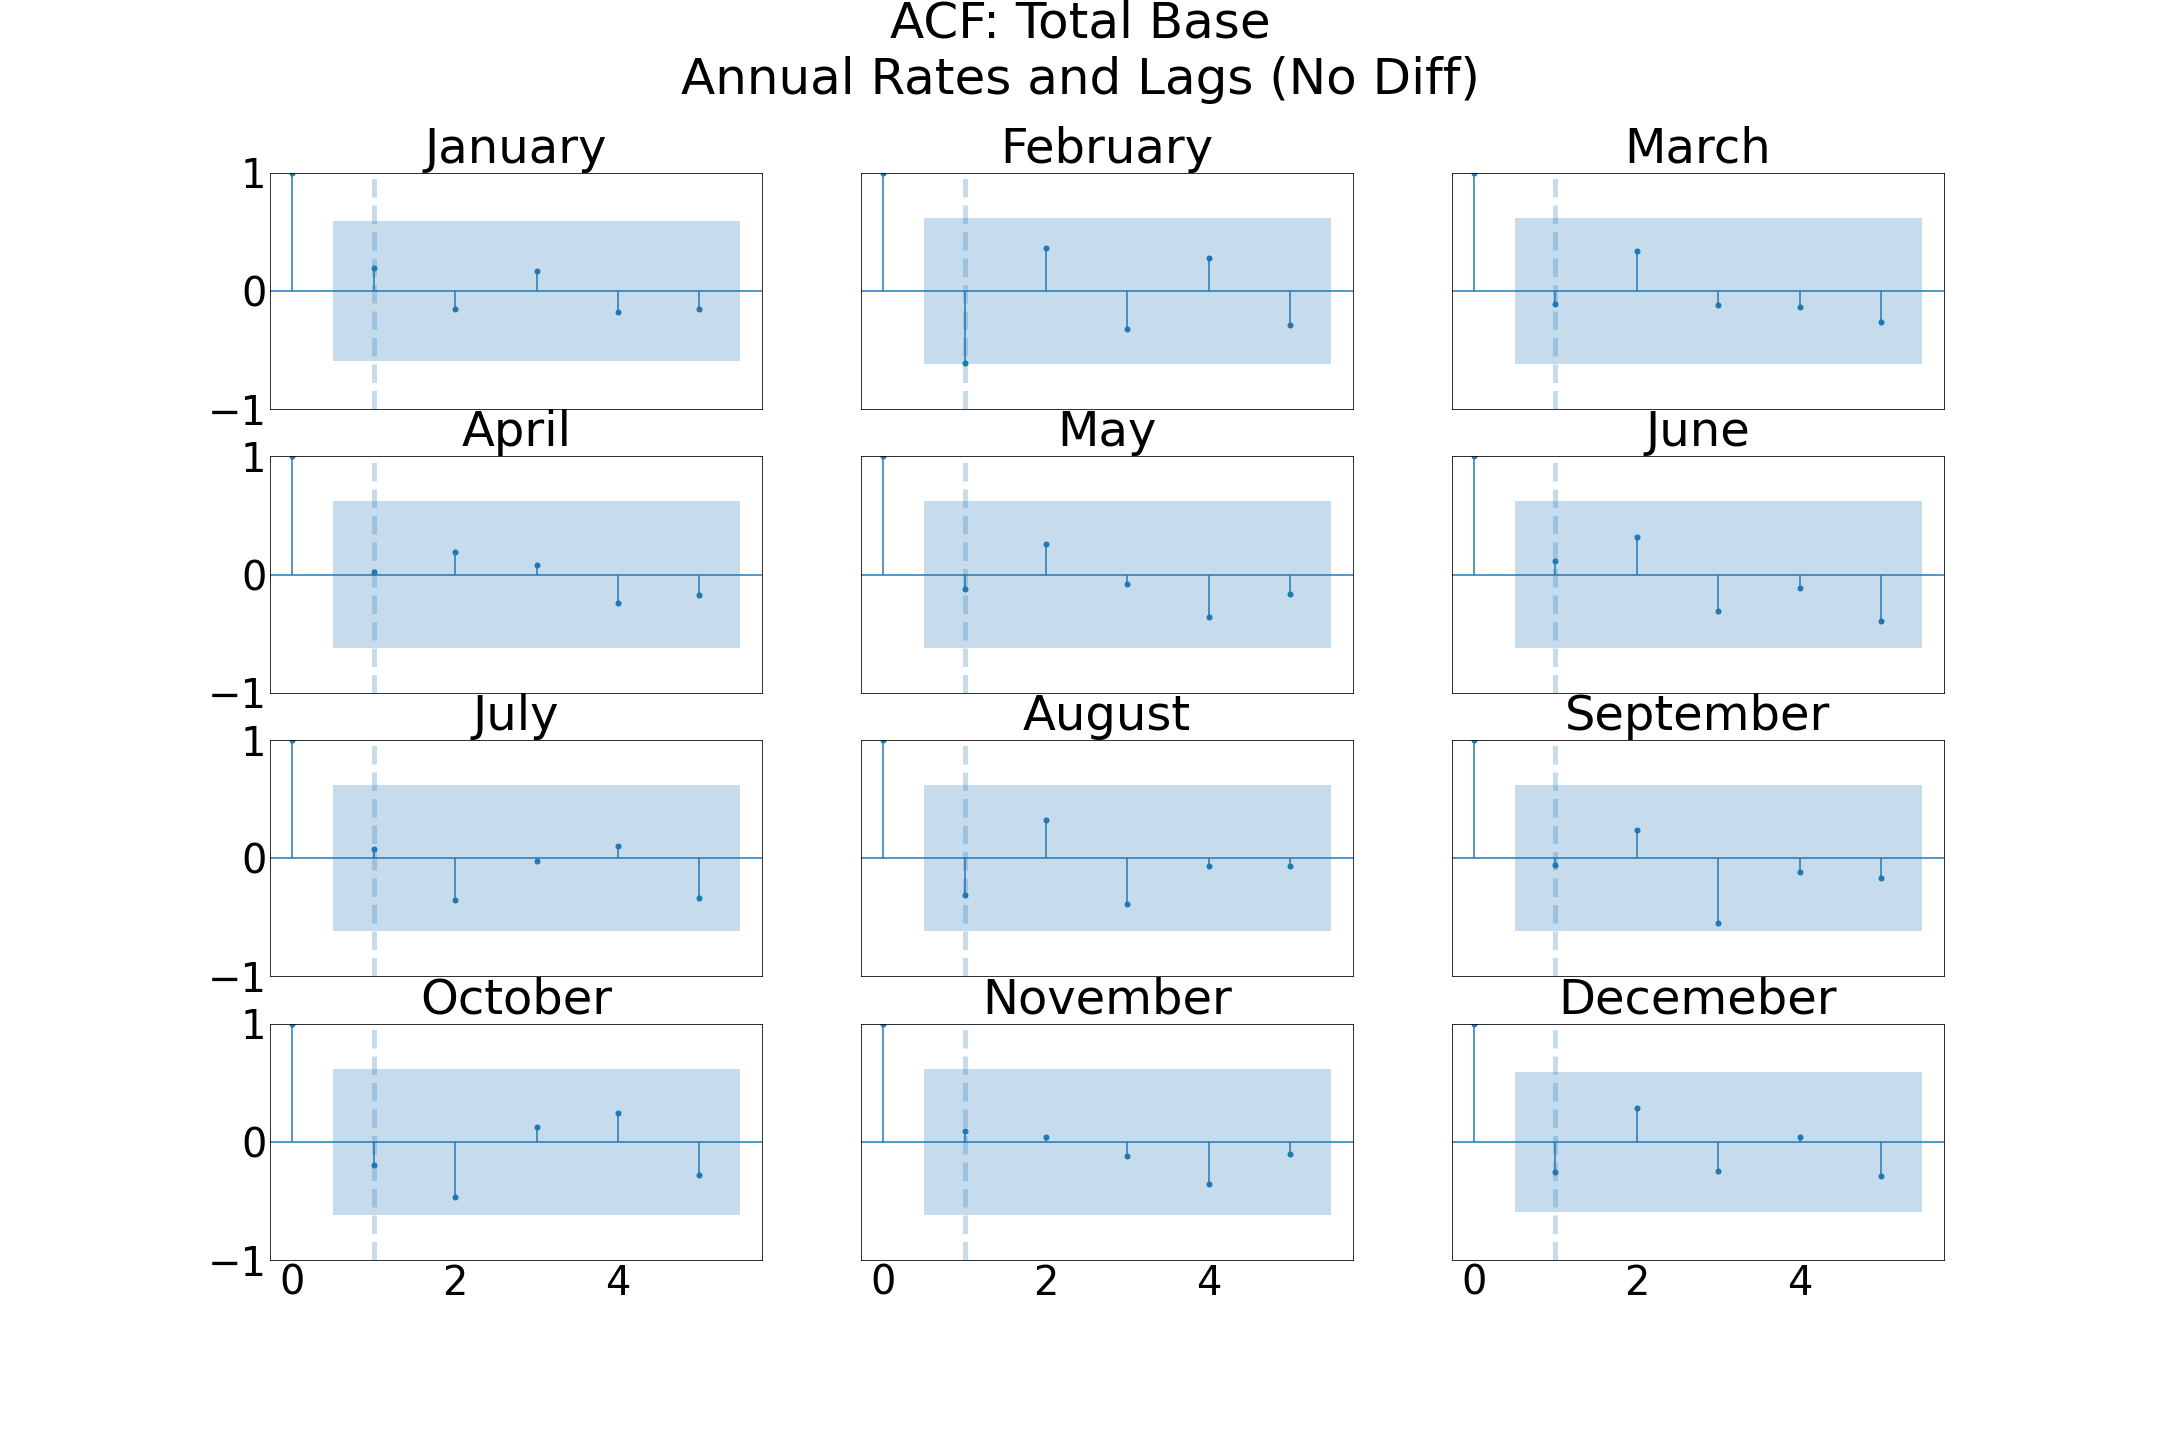 ACF: Total Base
Annual Rates and Lags (No Diff)
January
February
March
1
0
−1
April
May
June
1
0
−1
July
August
September
1
0
−1
October
November
Decemeber
1
0
−1
0 2 4
0 2 4
0 2 4